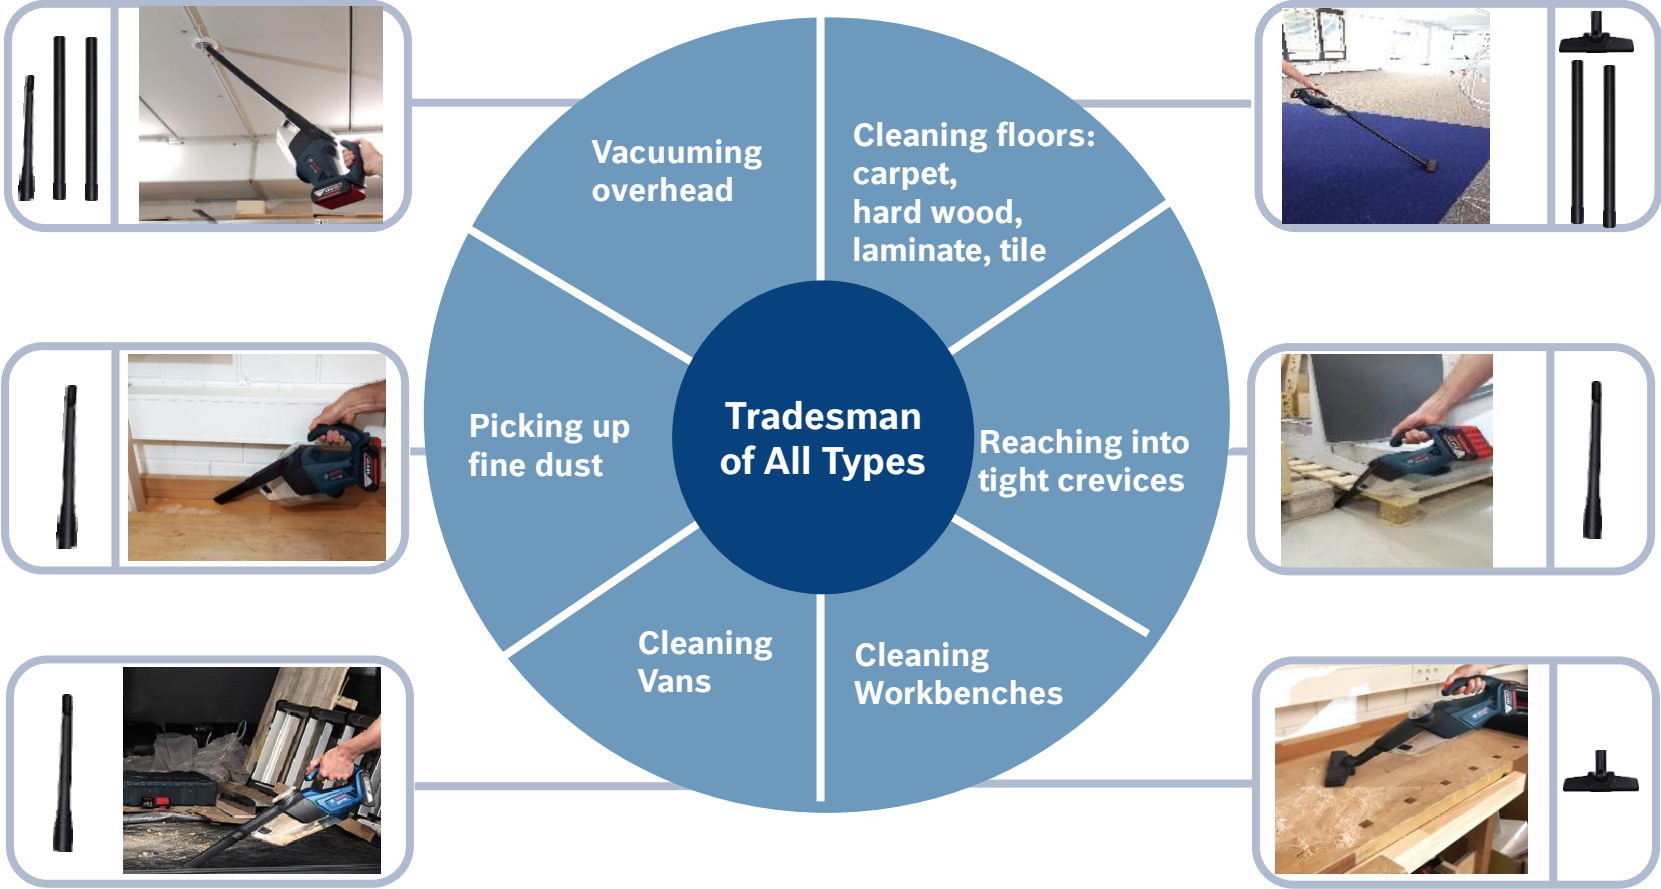 Vacuuming
overhead
Cleaning floors:
carpet,
hard wood,
laminate, tile
Picking up
fine dust
Tradesman
of All Types
Reaching into
tight crevices
Cleaning
Vans
Cleaning
Workbenches